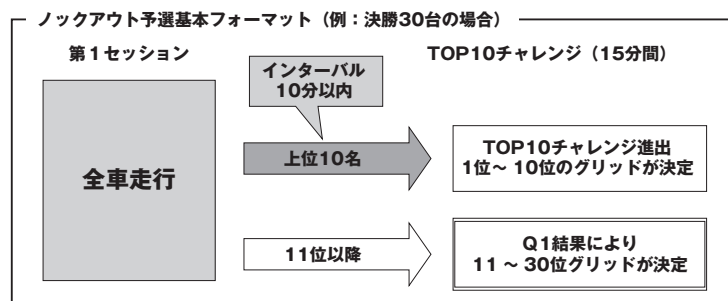 ノックアウト予選基本フォーマット（例：決勝30台の場合）
第1セッション
TOP10チャレンジ（15分間）
インターバル
10分以内
全車走行
上位10名
TOP10チャレンジ進出
1位～10位のグリッドが決定
11位以降
Q1結果により
11～30位グリッドが決定